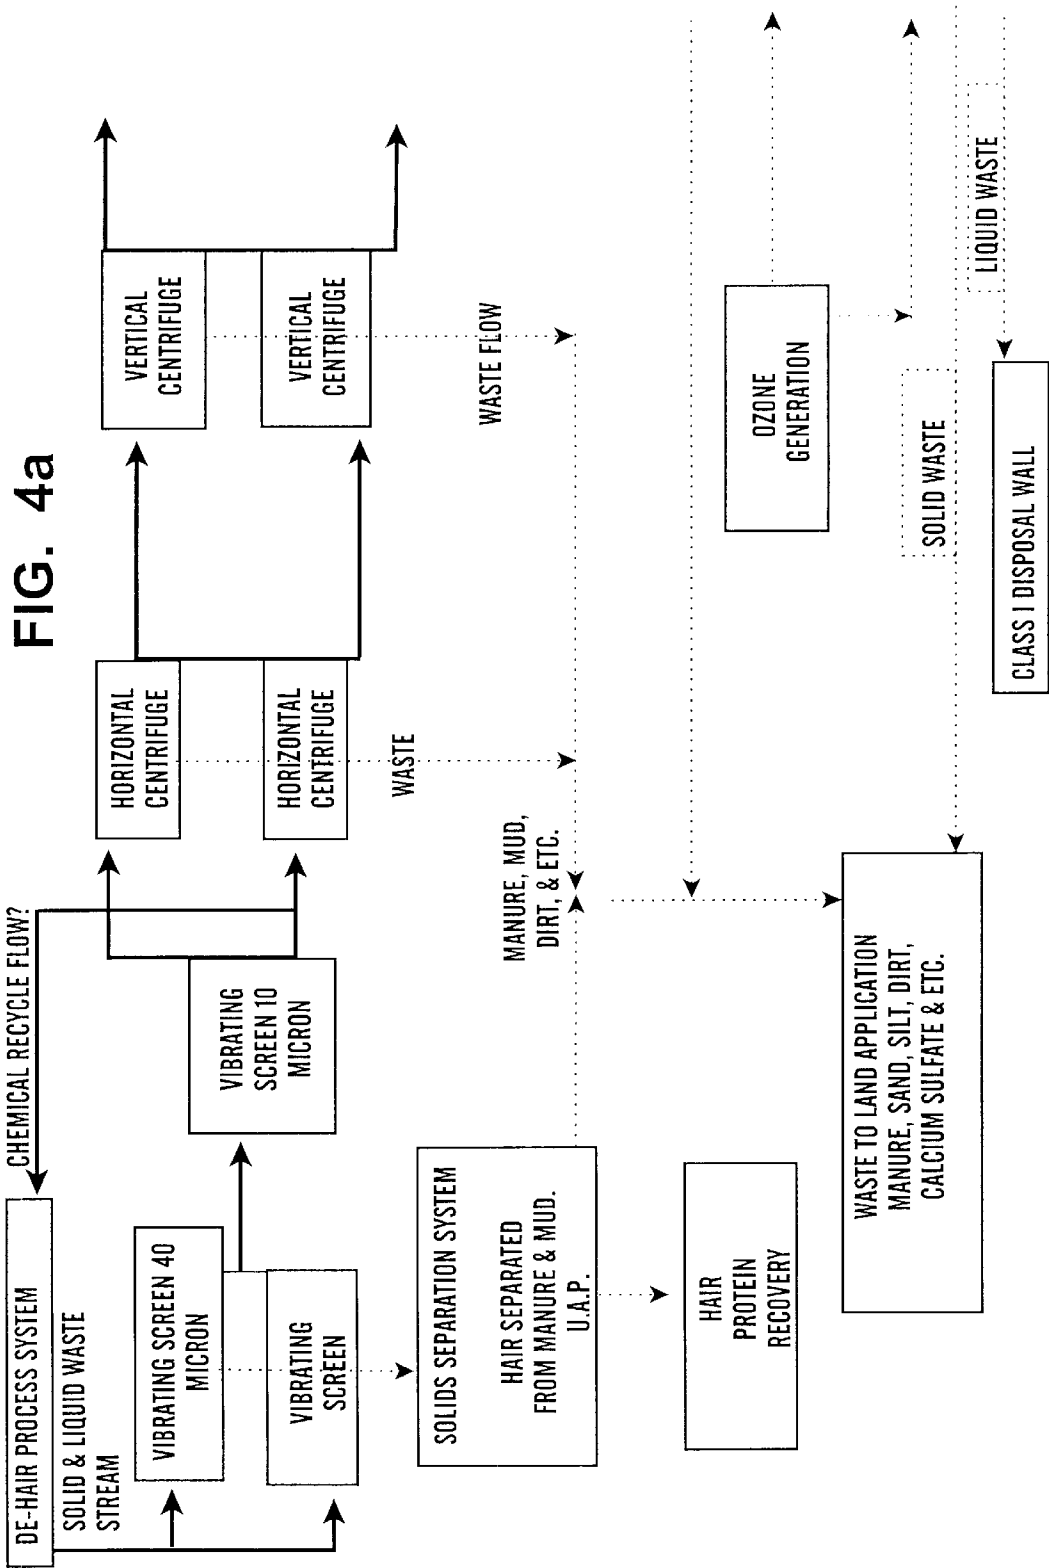 FIG. 4a
DE-HAIR PROCESS SYSTEM
SOLID & LIQUID WASTE
STREAM
CHEMICAL RECYCLE FLOW?
VIBRATING SCREEN 40
MICRON
VIBRATING
SCREEN
VIBRATING
SCREEN 10
MICRON
HORIZONTAL
CENTRIFUGE
HORIZONTAL
CENTRIFUGE
VERTICAL
CENTRIFUGE
VERTICAL
CENTRIFUGE
WASTE
WASTE FLOW
SOLIDS SEPARATION SYSTEM
HAIR SEPARATED
FROM MANURE & MUD.
U.A.P.
MANURE, MUD,
DIRT, & ETC.
HAIR
PROTEIN
RECOVERY
OZONE
GENERATION
WASTE TO LAND APPLICATION
MANURE, SAND, SILT, DIRT,
CALCIUM SULFATE & ETC.
SOLID WASTE
LIQUID WASTE
CLASS I DISPOSAL WALL